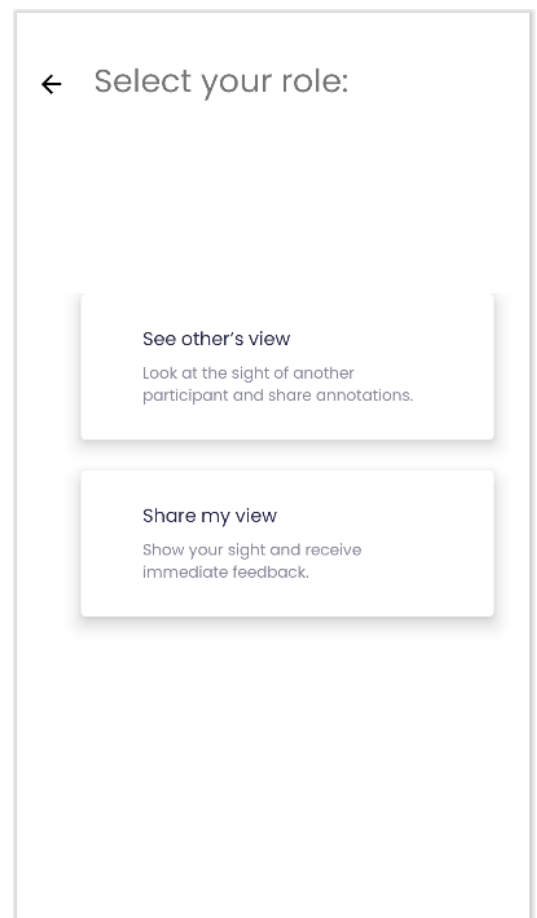 Select your role:
See other’s view
Look at the sight of another
participant and share annotations.
Share my view
Show your sight and receive
immediate feedback.